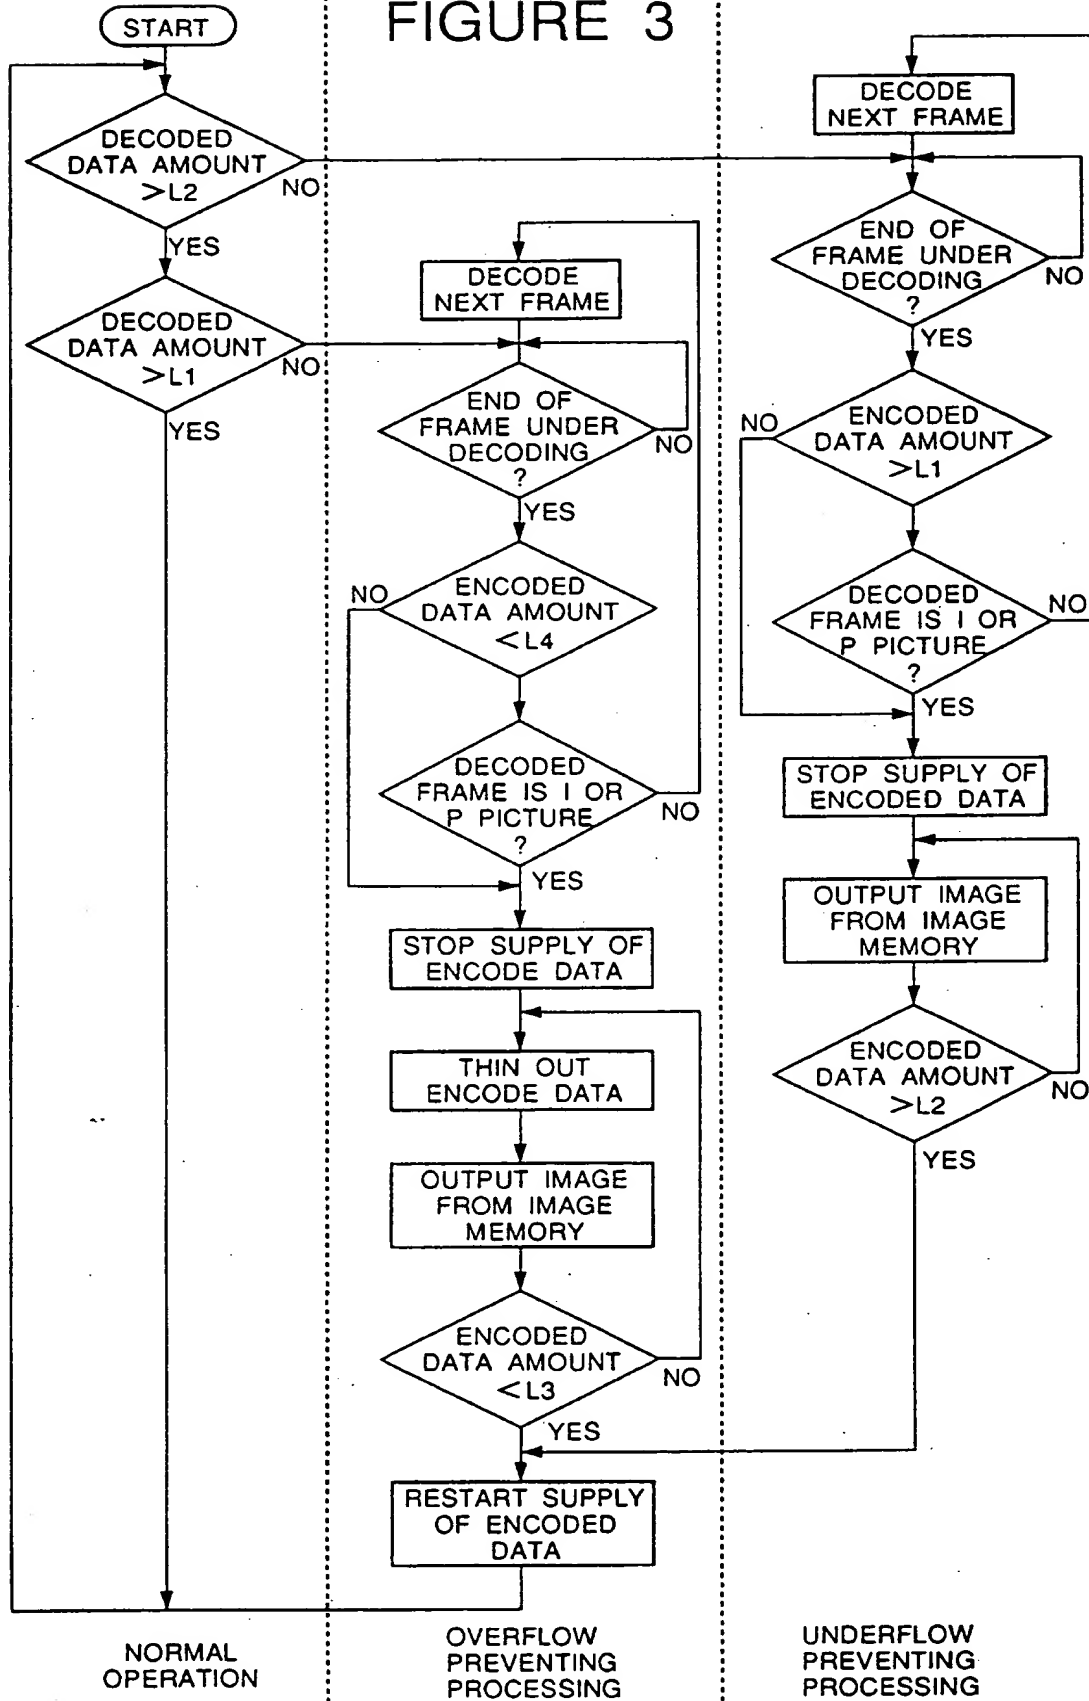 FIGURE 3
START
DECODED
DATA AMOUNT
>L2
NO
YES
DECODED
DATA AMOUNT
>L1
NO
YES
NORMAL
OPERATION
DECODE
NEXT FRAME
END OF
FRAME UNDER
DECODING
?
NO
YES
ENCODED
DATA AMOUNT
<L4
NO
DECODED
FRAME IS I OR
P PICTURE
?
NO
YES
STOP SUPPLY OF
ENCODE DATA
THIN OUT
ENCODE DATA
OUTPUT IMAGE
FROM IMAGE
MEMORY
ENCODED
DATA AMOUNT
<L3
NO
YES
RESTART SUPPLY
OF ENCODED
DATA
OVERFLOW
PREVENTING
PROCESSING
DECODE
NEXT FRAME
END OF
FRAME UNDER
DECODING
?
NO
YES
ENCODED
DATA AMOUNT
>L1
NO
DECODED
FRAME IS I OR
P PICTURE
?
NO
YES
STOP SUPPLY OF
ENCODED DATA
OUTPUT IMAGE
FROM IMAGE
MEMORY
ENCODED
DATA AMOUNT
>L2
NO
YES
UNDERFLOW
PREVENTING
PROCESSING